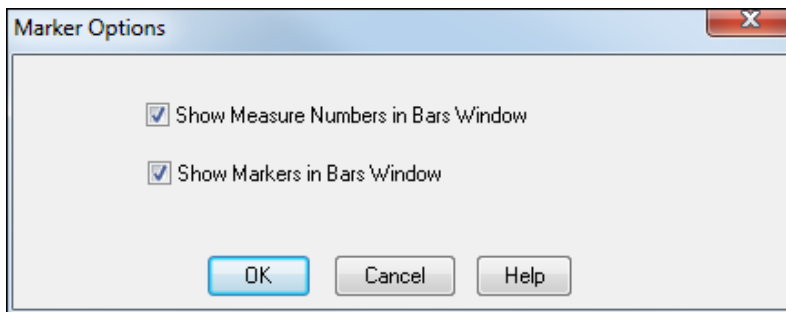 Marker Options
Show Measure Numbers in Bars Window
Show Markers in Bars Window
OK Cancel Help